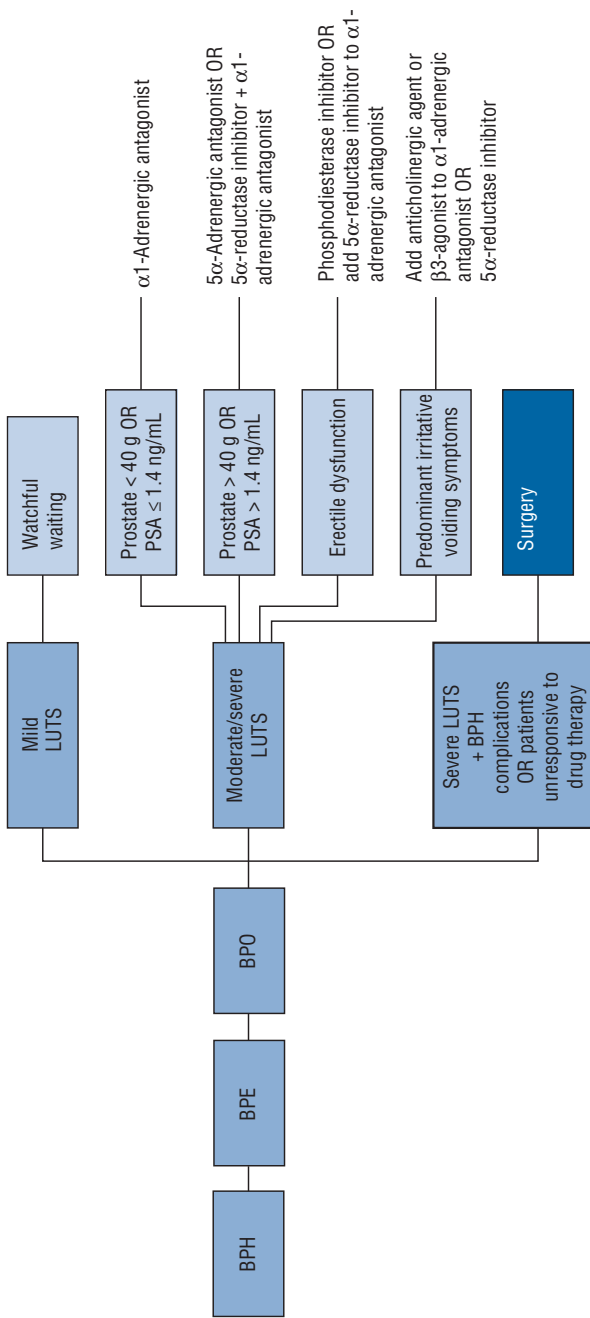 BPH
BPE
BPO
Mild
LUTS
Watchful
waiting
Moderate/severe
LUTS
Prostate < 40 g OR
PSA ≤ 1.4 ng/mL
α1-Adrenergic antagonist
Prostate > 40 g OR
PSA > 1.4 ng/mL
5α-Adrenergic antagonist OR
5α-reductase inhibitor + α1-
adrenergic antagonist
Erectile dysfunction
Phosphodiesterase inhibitor OR
add 5α-reductase inhibitor to α1-
adrenergic antagonist
Predominant irritative
voiding symptoms
Add anticholinergic agent or
β3-agonist to α1-adrenergic
antagonist OR
5α-reductase inhibitor
Severe LUTS
+ BPH
complications
OR patients
unresponsive to
drug therapy
Surgery